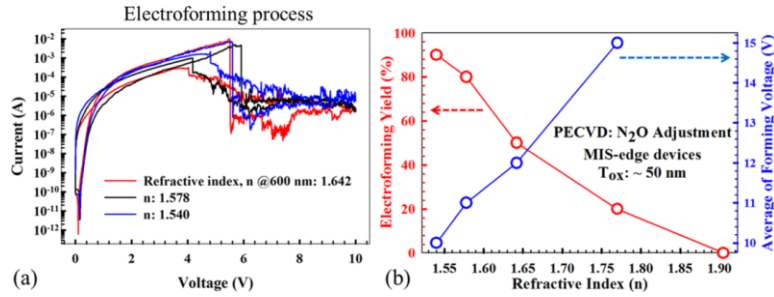 Electroforming process
(a)
Current (A)
10⁻²
10⁻³
10⁻⁴
10⁻⁵
10⁻⁶
10⁻⁷
10⁻⁸
10⁻⁹
10⁻¹⁰
10⁻¹¹
10⁻¹²
Refractive index, n @600 nm: 1.642
n: 1.578
n: 1.540
0 2 4 6 8 10
Voltage (V)
(b)
Electroforming Yield (%)
100
80
60
40
20
0
PECVD: N₂O Adjustment
MIS-edge devices
Tox: ~ 50 nm
15
14
13
12
11
10
Average of Forming Voltage (V)
1.55 1.60 1.65 1.70 1.75 1.80 1.85 1.90
Refractive Index (n)